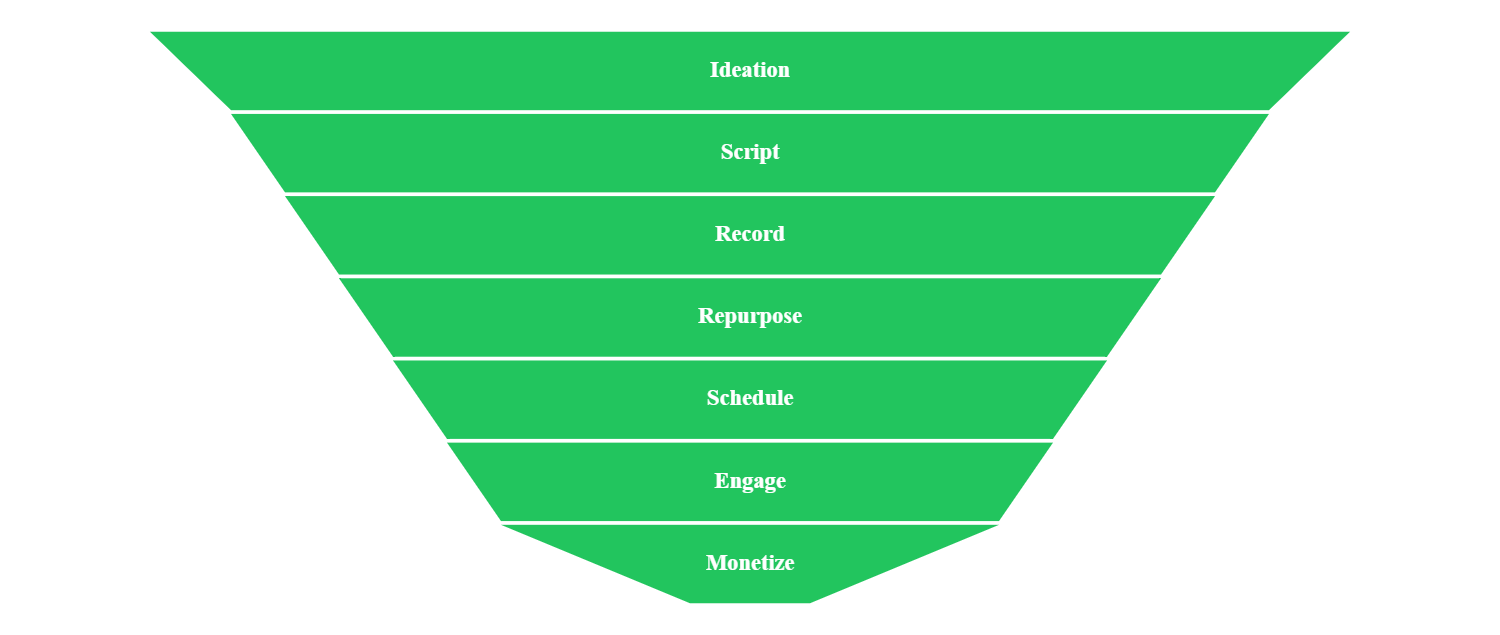 Ideation
Script
Record
Repurpose
Schedule
Engage
Monetize